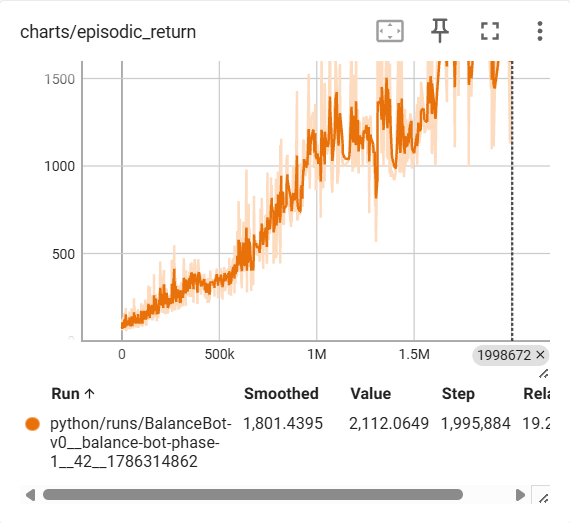 charts/episodic_return
1500
1000
500
0
0 500k 1M 1.5M 1998672 ✕
Run ↑ Smoothed Value Step Rela
python/runs/BalanceBot- 1,801.4395 2,112.0649 1,995,884 19.2
v0__balance-bot-phase-
1__42__1786314862